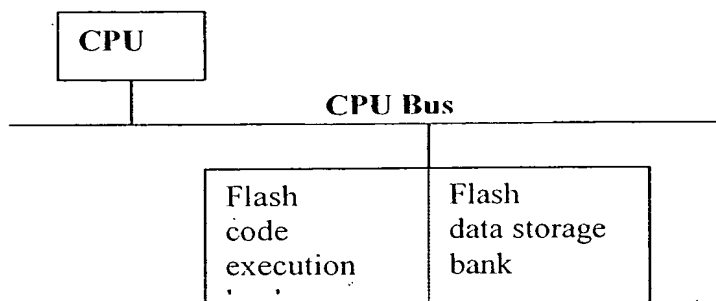 CPU
CPU Bus
Flash
code
execution
Flash
data storage
bank